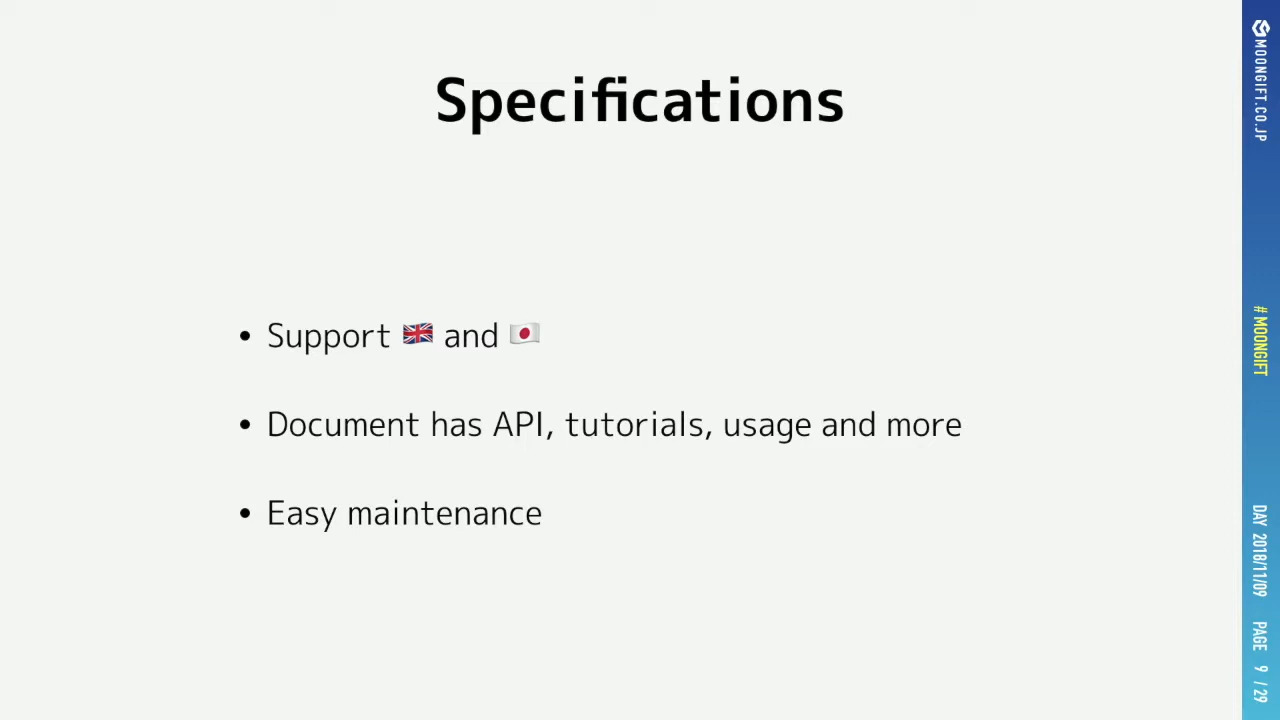 Specifications
• Support 🇬🇧 and 🇯🇵
• Document has API, tutorials, usage and more
• Easy maintenance
MOONGIFT.CO.JP
# MOONGIFT
DAY 2018/11/09
PAGE 9 / 29